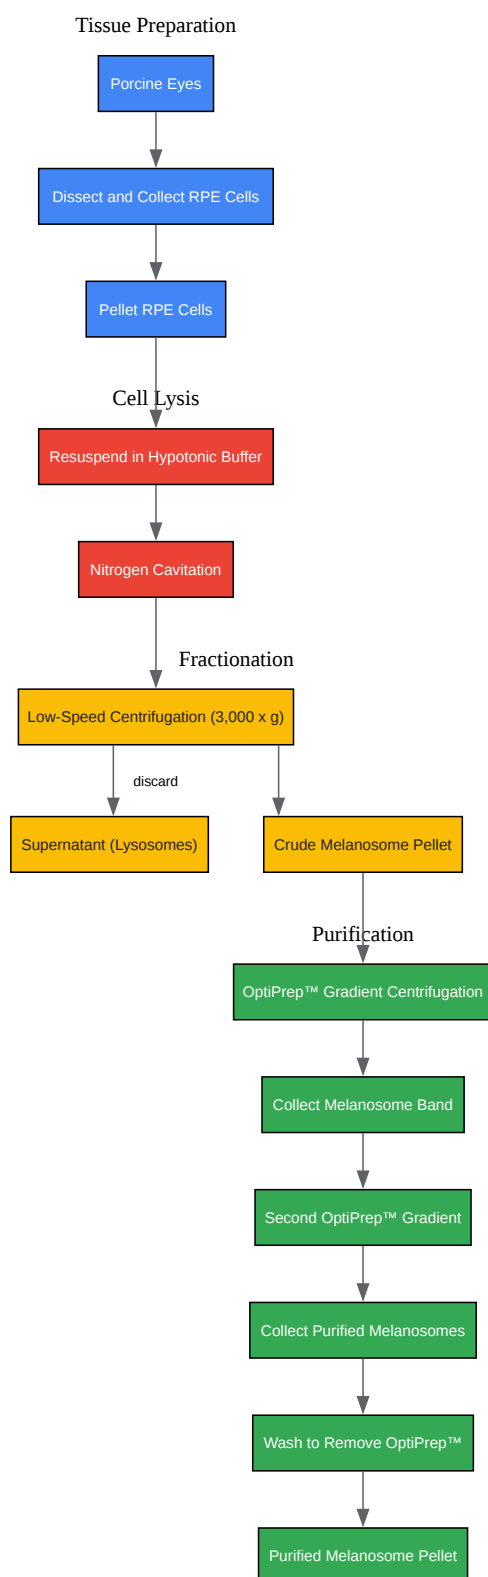 Tissue Preparation
Porcine Eyes
Dissect and Collect RPE Cells
Pellet RPE Cells
Cell Lysis
Resuspend in Hypotonic Buffer
Nitrogen Cavitation
Fractionation
Low-Speed Centrifugation (3,000 x g)
discard
Supernatant (Lysosomes)
Crude Melanosome Pellet
Purification
OptiPrep™ Gradient Centrifugation
Collect Melanosome Band
Second OptiPrep™ Gradient
Collect Purified Melanosomes
Wash to Remove OptiPrep™
Purified Melanosome Pellet